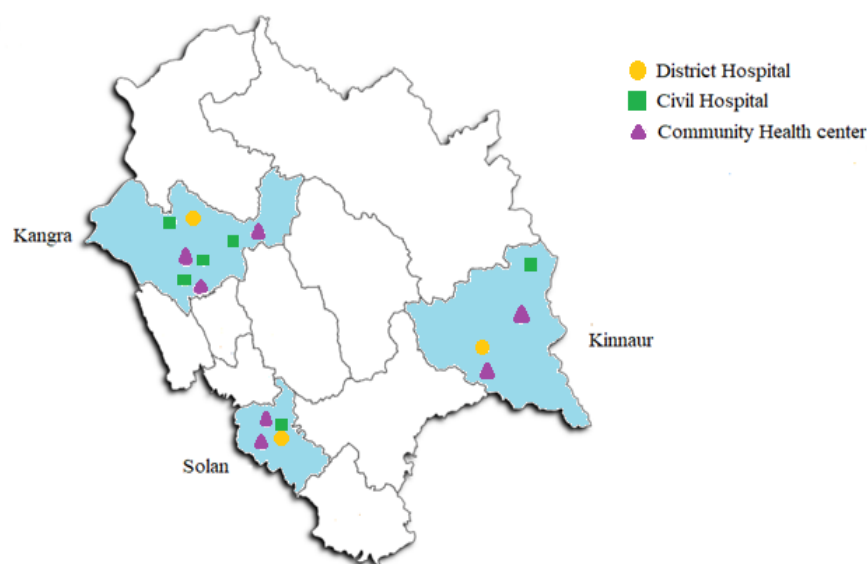 District Hospital
Civil Hospital
Community Health center
Kangra
Kinnaur
Solan